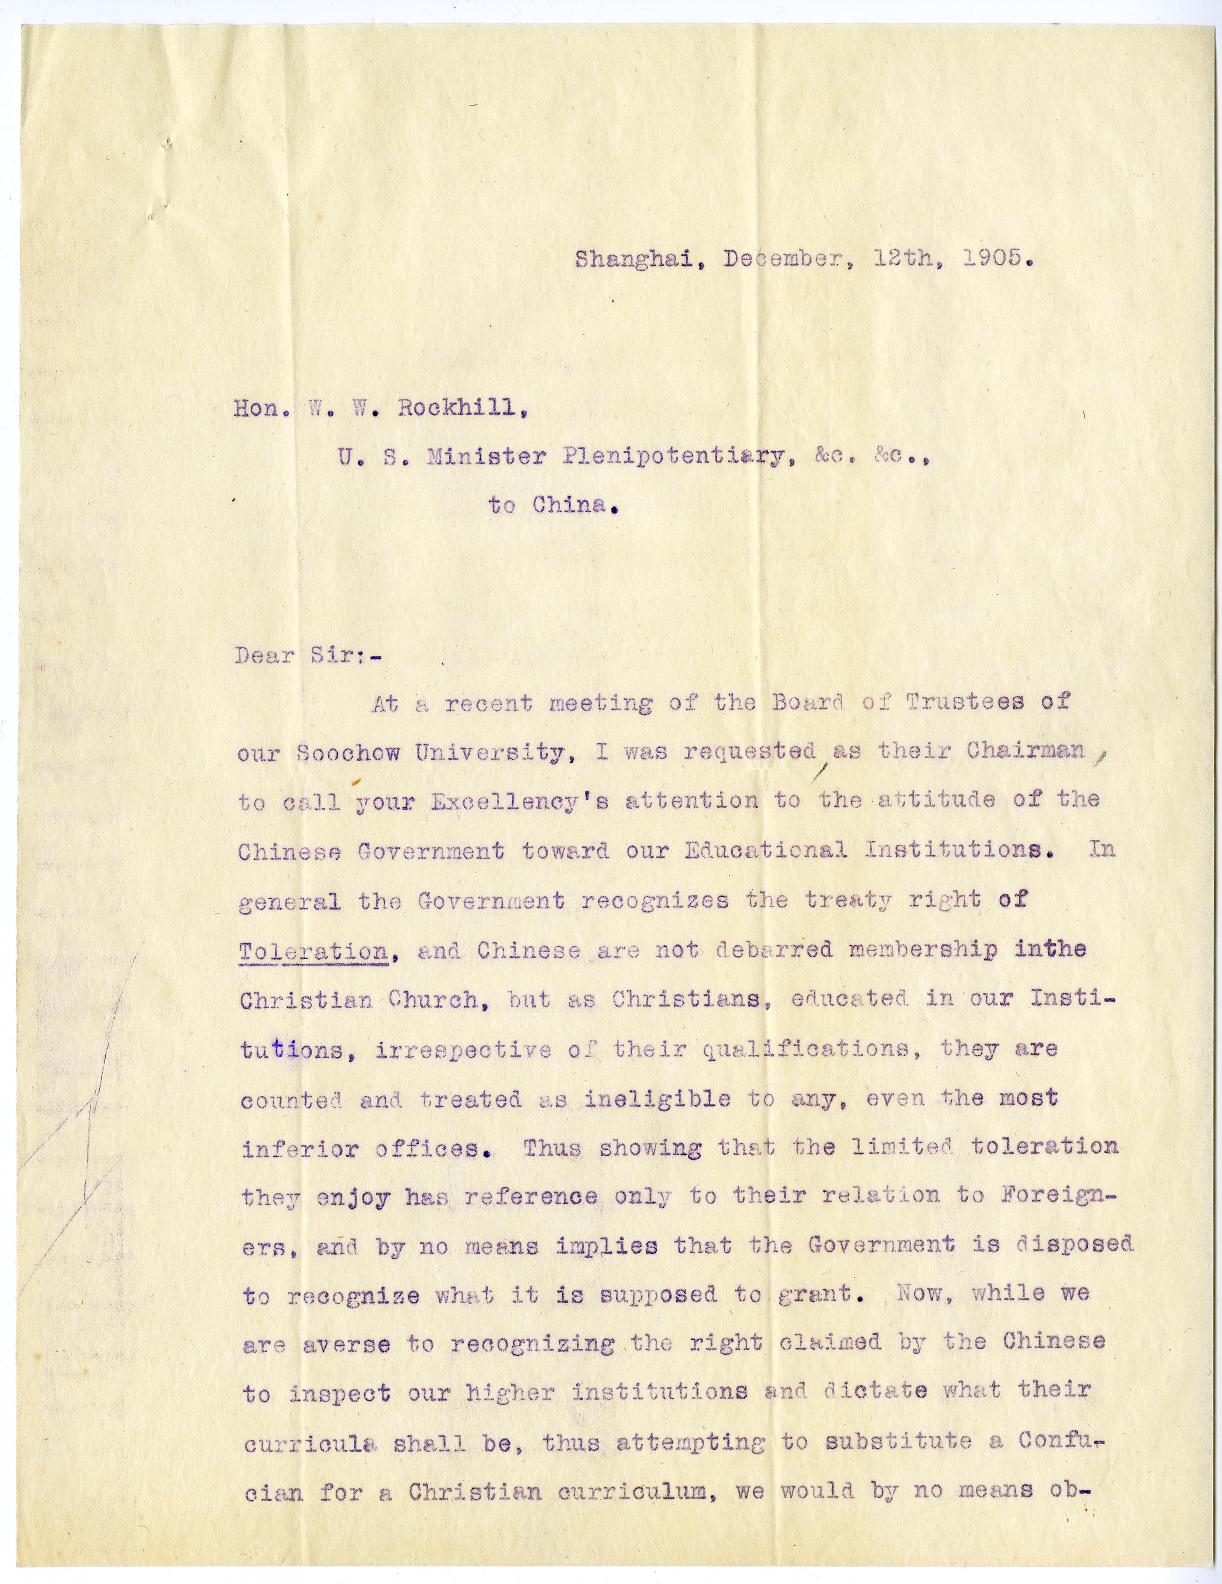 Shanghai, December, 12th, 1905.
Hon. W. W. Rockhill,
U. S. Minister Plenipotentiary, &c. &c.,
to China.
Dear Sir:-
At a recent meeting of the Board of Trustees of
our Soochow University, I was requested, as their Chairman,
to call your Excellency's attention to the attitude of the
Chinese Government toward our Educational Institutions. In
general the Government recognizes the treaty right of
Toleration, and Chinese are not debarred membership inthe
Christian Church, but as Christians, educated in our Insti-
tutions, irrespective of their qualifications, they are
counted and treated as ineligible to any, even the most
inferior offices. Thus showing that the limited toleration
they enjoy has reference only to their relation to Foreign-
ers, and by no means implies that the Government is disposed
to recognize what it is supposed to grant. Now, while we
are averse to recognizing the right claimed by the Chinese
to inspect our higher institutions and dictate what their
curricula shall be, thus attempting to substitute a Confu-
cian for a Christian curriculum, we would by no means ob-